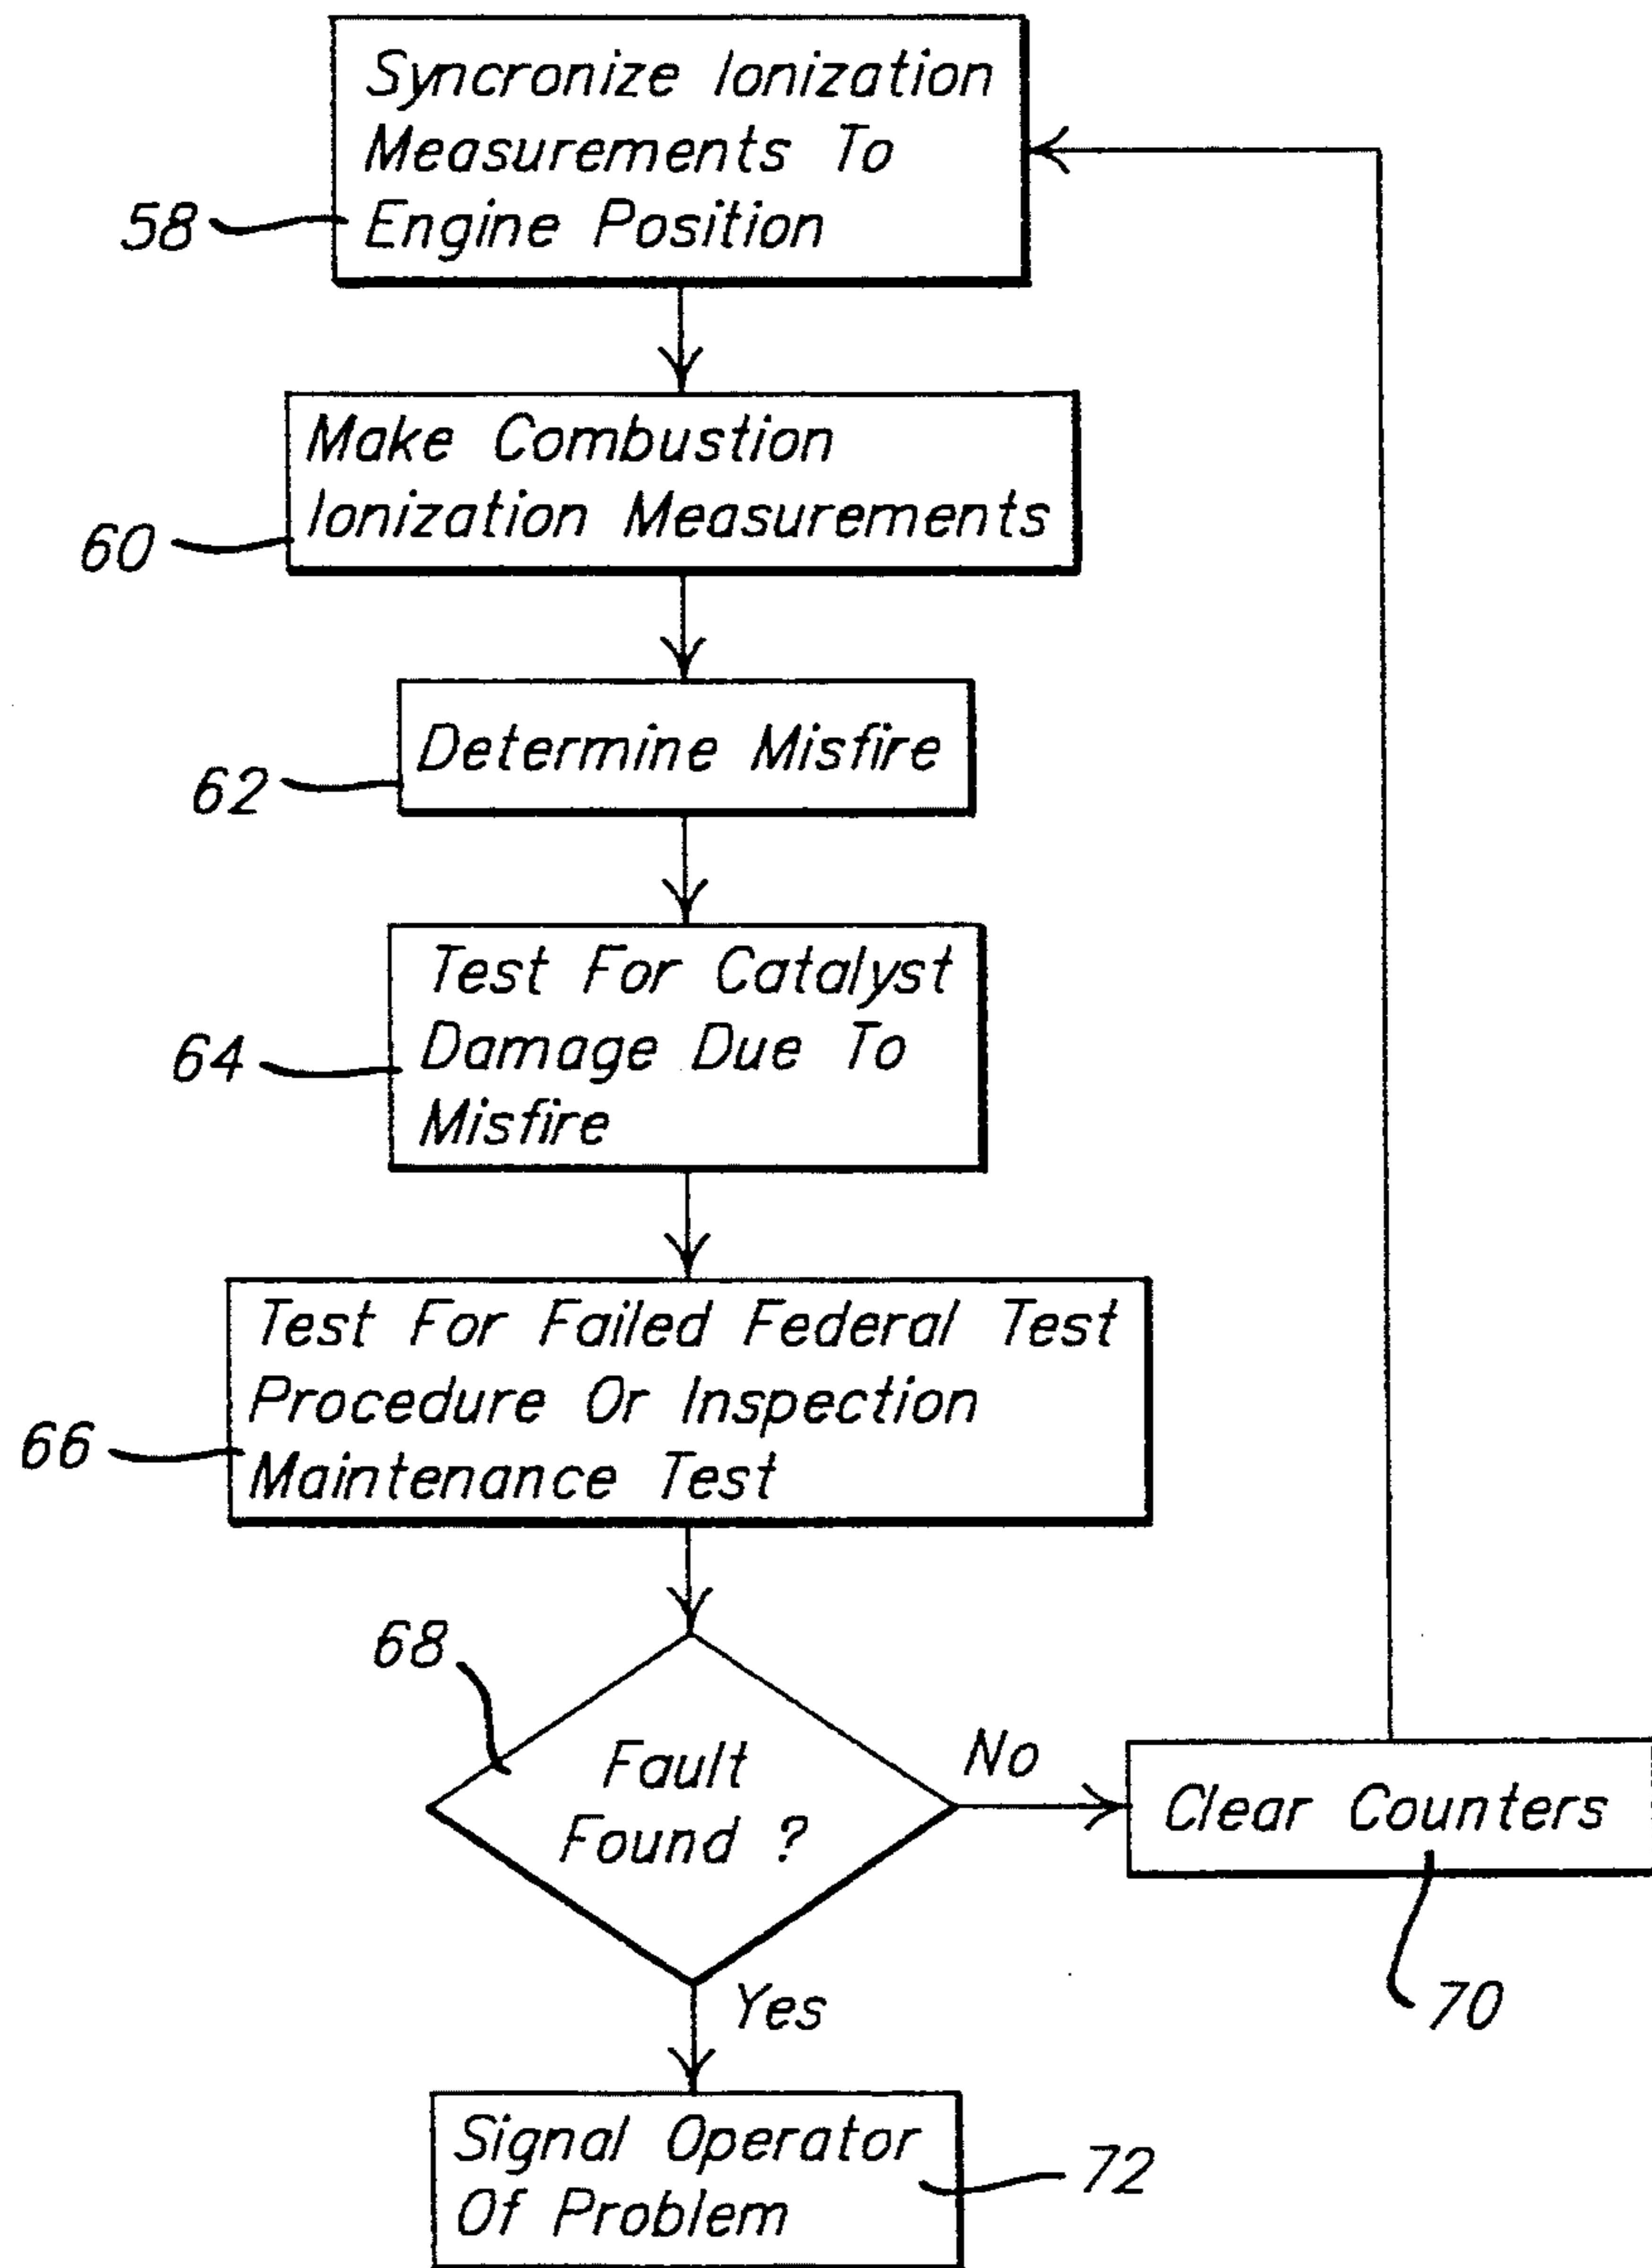 Syncronize Ionization
Measurements To
Engine Position
58
Make Combustion
Ionization Measurements
60
Determine Misfire
62
Test For Catalyst
Damage Due To
Misfire
64
Test For Failed Federal Test
Procedure Or Inspection
Maintenance Test
66
68
Fault
Found ?
No
Clear Counters
70
Yes
Signal Operator
Of Problem
72